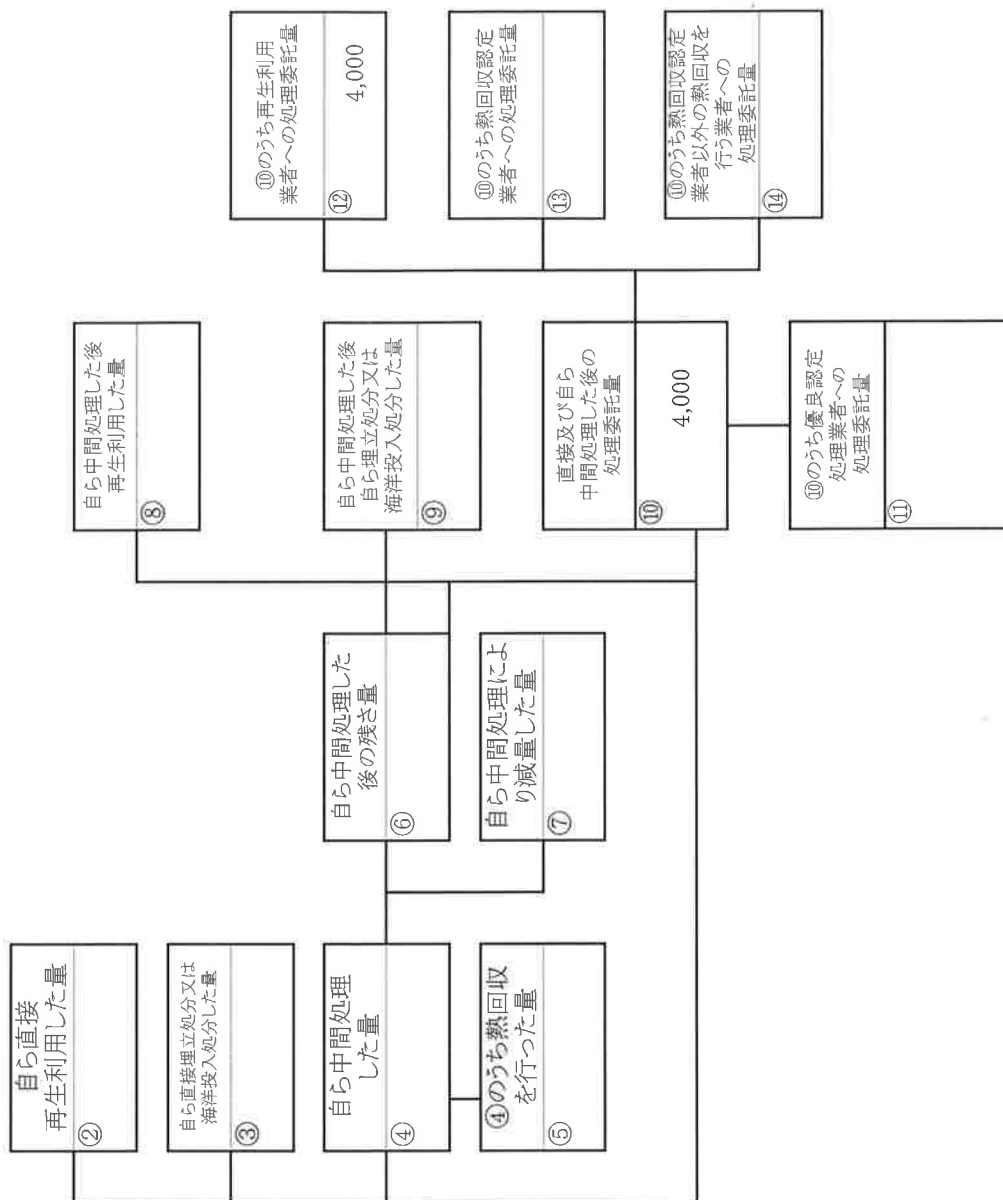 自ら直接
再生利用した量
②
自ら直接埋立処分又は
海洋投入処分した量
③
自ら中間処理
した量
④
④のうち熱回収
を行った量
⑤
自ら中間処理した
後の残さ量
⑥
自ら中間処理によ
り減量した量
⑦
自ら中間処理した後
再生利用した量
⑧
自ら中間処理した後
自ら埋立処分又は
海洋投入処分した量
⑨
直接及び自ら
中間処理した後の
処理委託量
⑩
4,000
⑩のうち優良認定
処理業者への
処理委託量
⑪
⑩のうち再生利用
業者への処理委託量
⑫
4,000
⑩のうち熱回収認定
業者への処理委託量
⑬
⑩のうち熱回収認定
業者以外の熱回収を
行う業者への
処理委託量
⑭